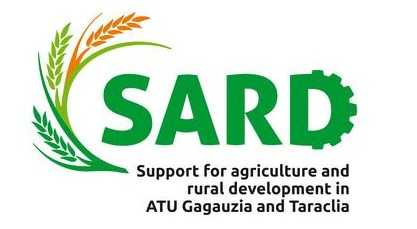 SARD
Support for agriculture and
rural development in
ATU Gagauzia and Taraclia